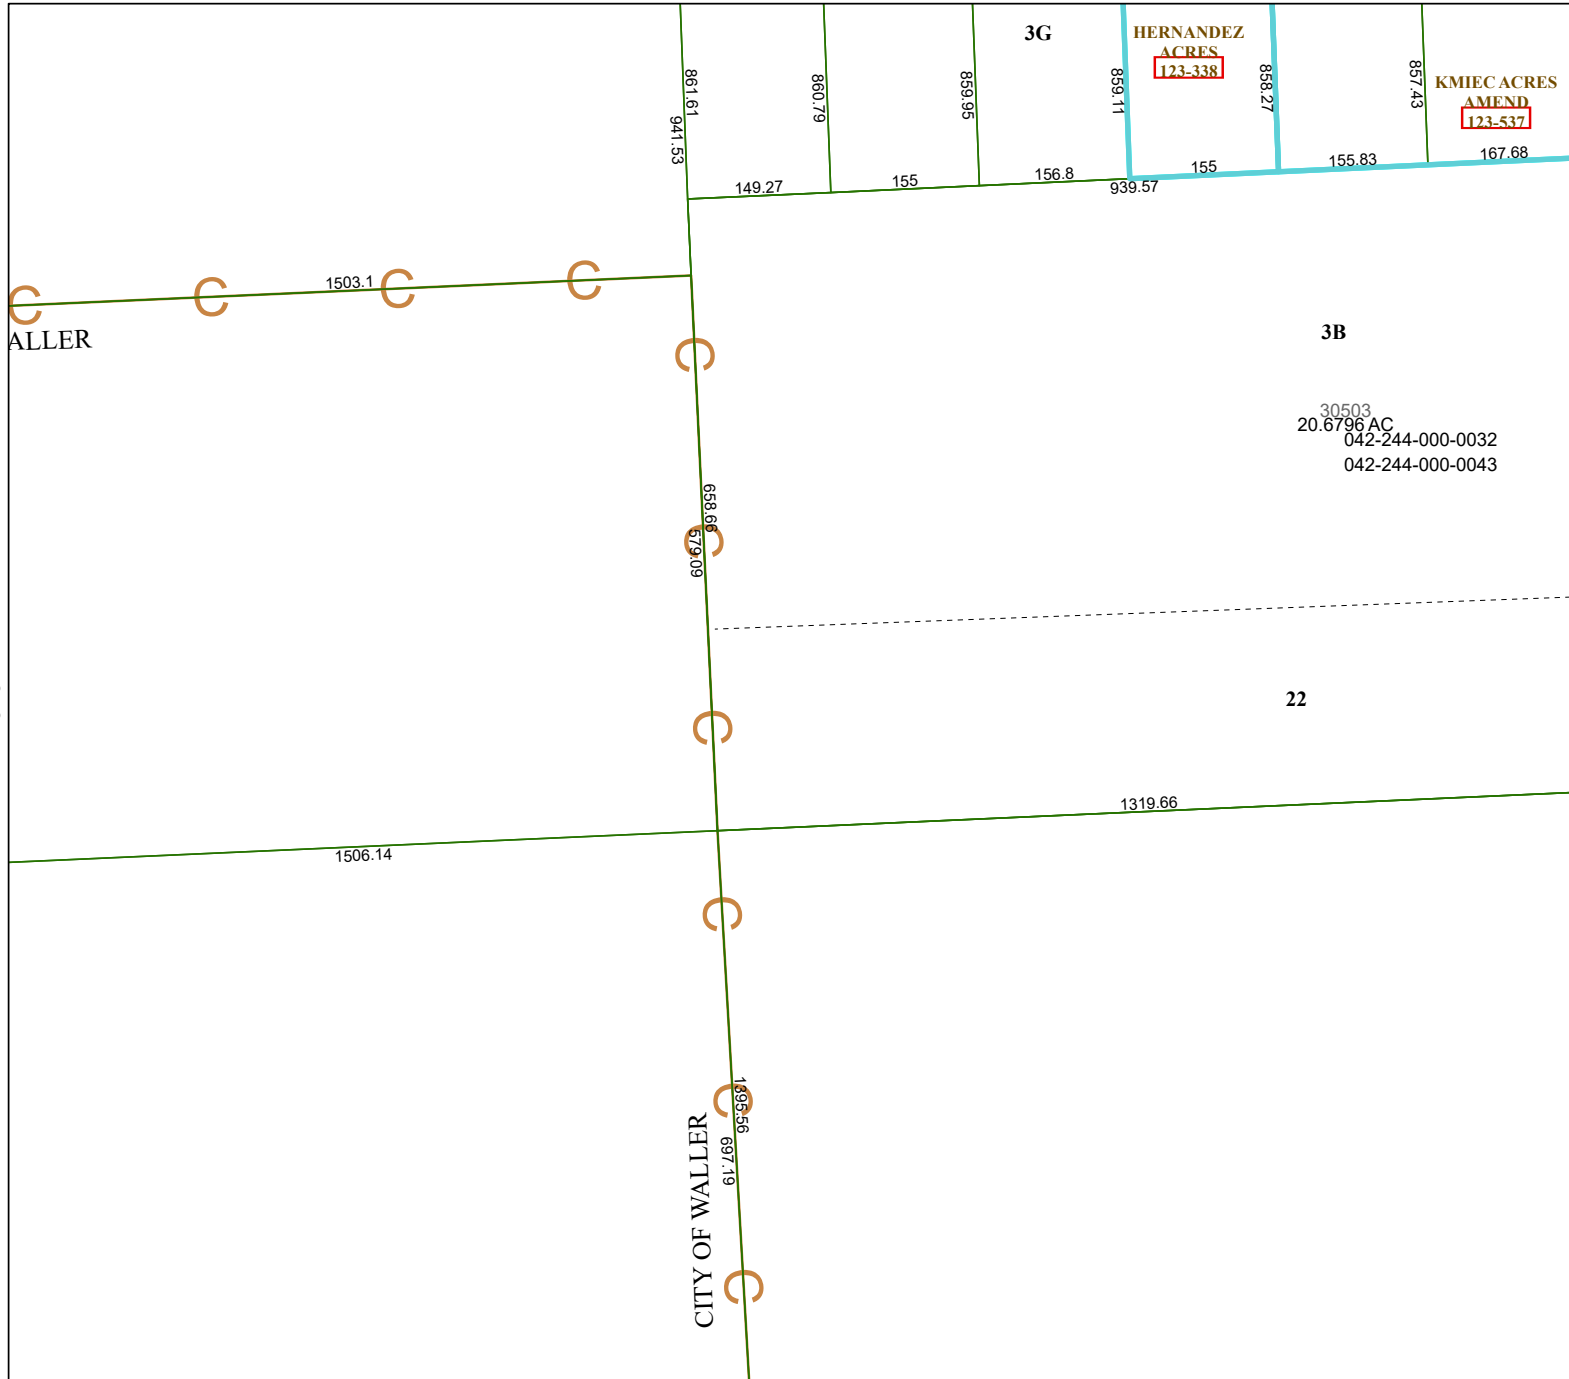 3G
HERNANDEZ
ACRES
123-338
KMIEC ACRES
AMEND
123-537
861.61
941.53
860.79
859.95
859.11
858.27
857.43
149.27
155
156.8
939.57
155
155.83
167.68
1503.1
C
C
C
C
ALLER
C
3B
30503
20.6796 AC
042-244-000-0032
042-244-000-0043
658.66
C
579.09
C
22
1319.66
1506.14
C
C
1395.56
697.19
CITY OF WALLER
C